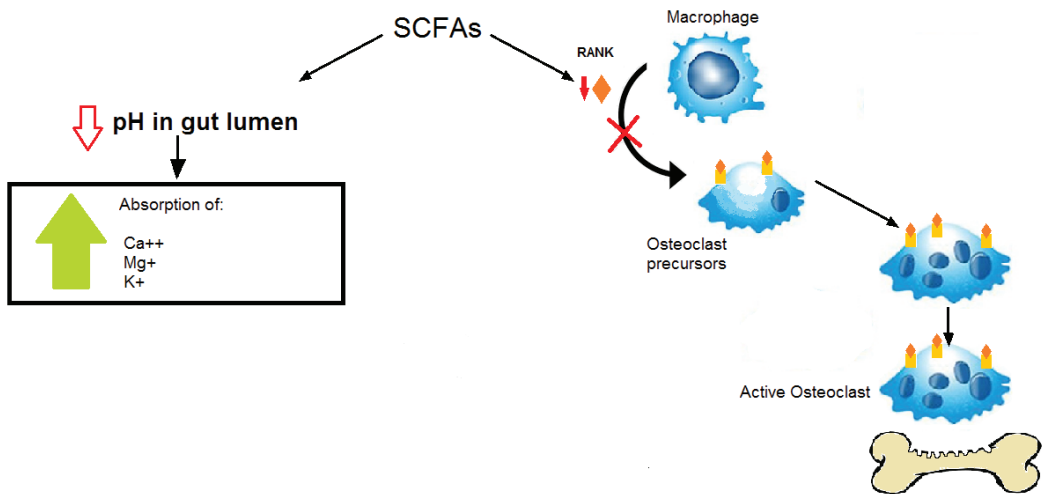 SCFAs
Macrophage
RANK
pH in gut lumen
Absorption of:
Ca++
Mg+
K+
Osteoclast
precursors
Active Osteoclast